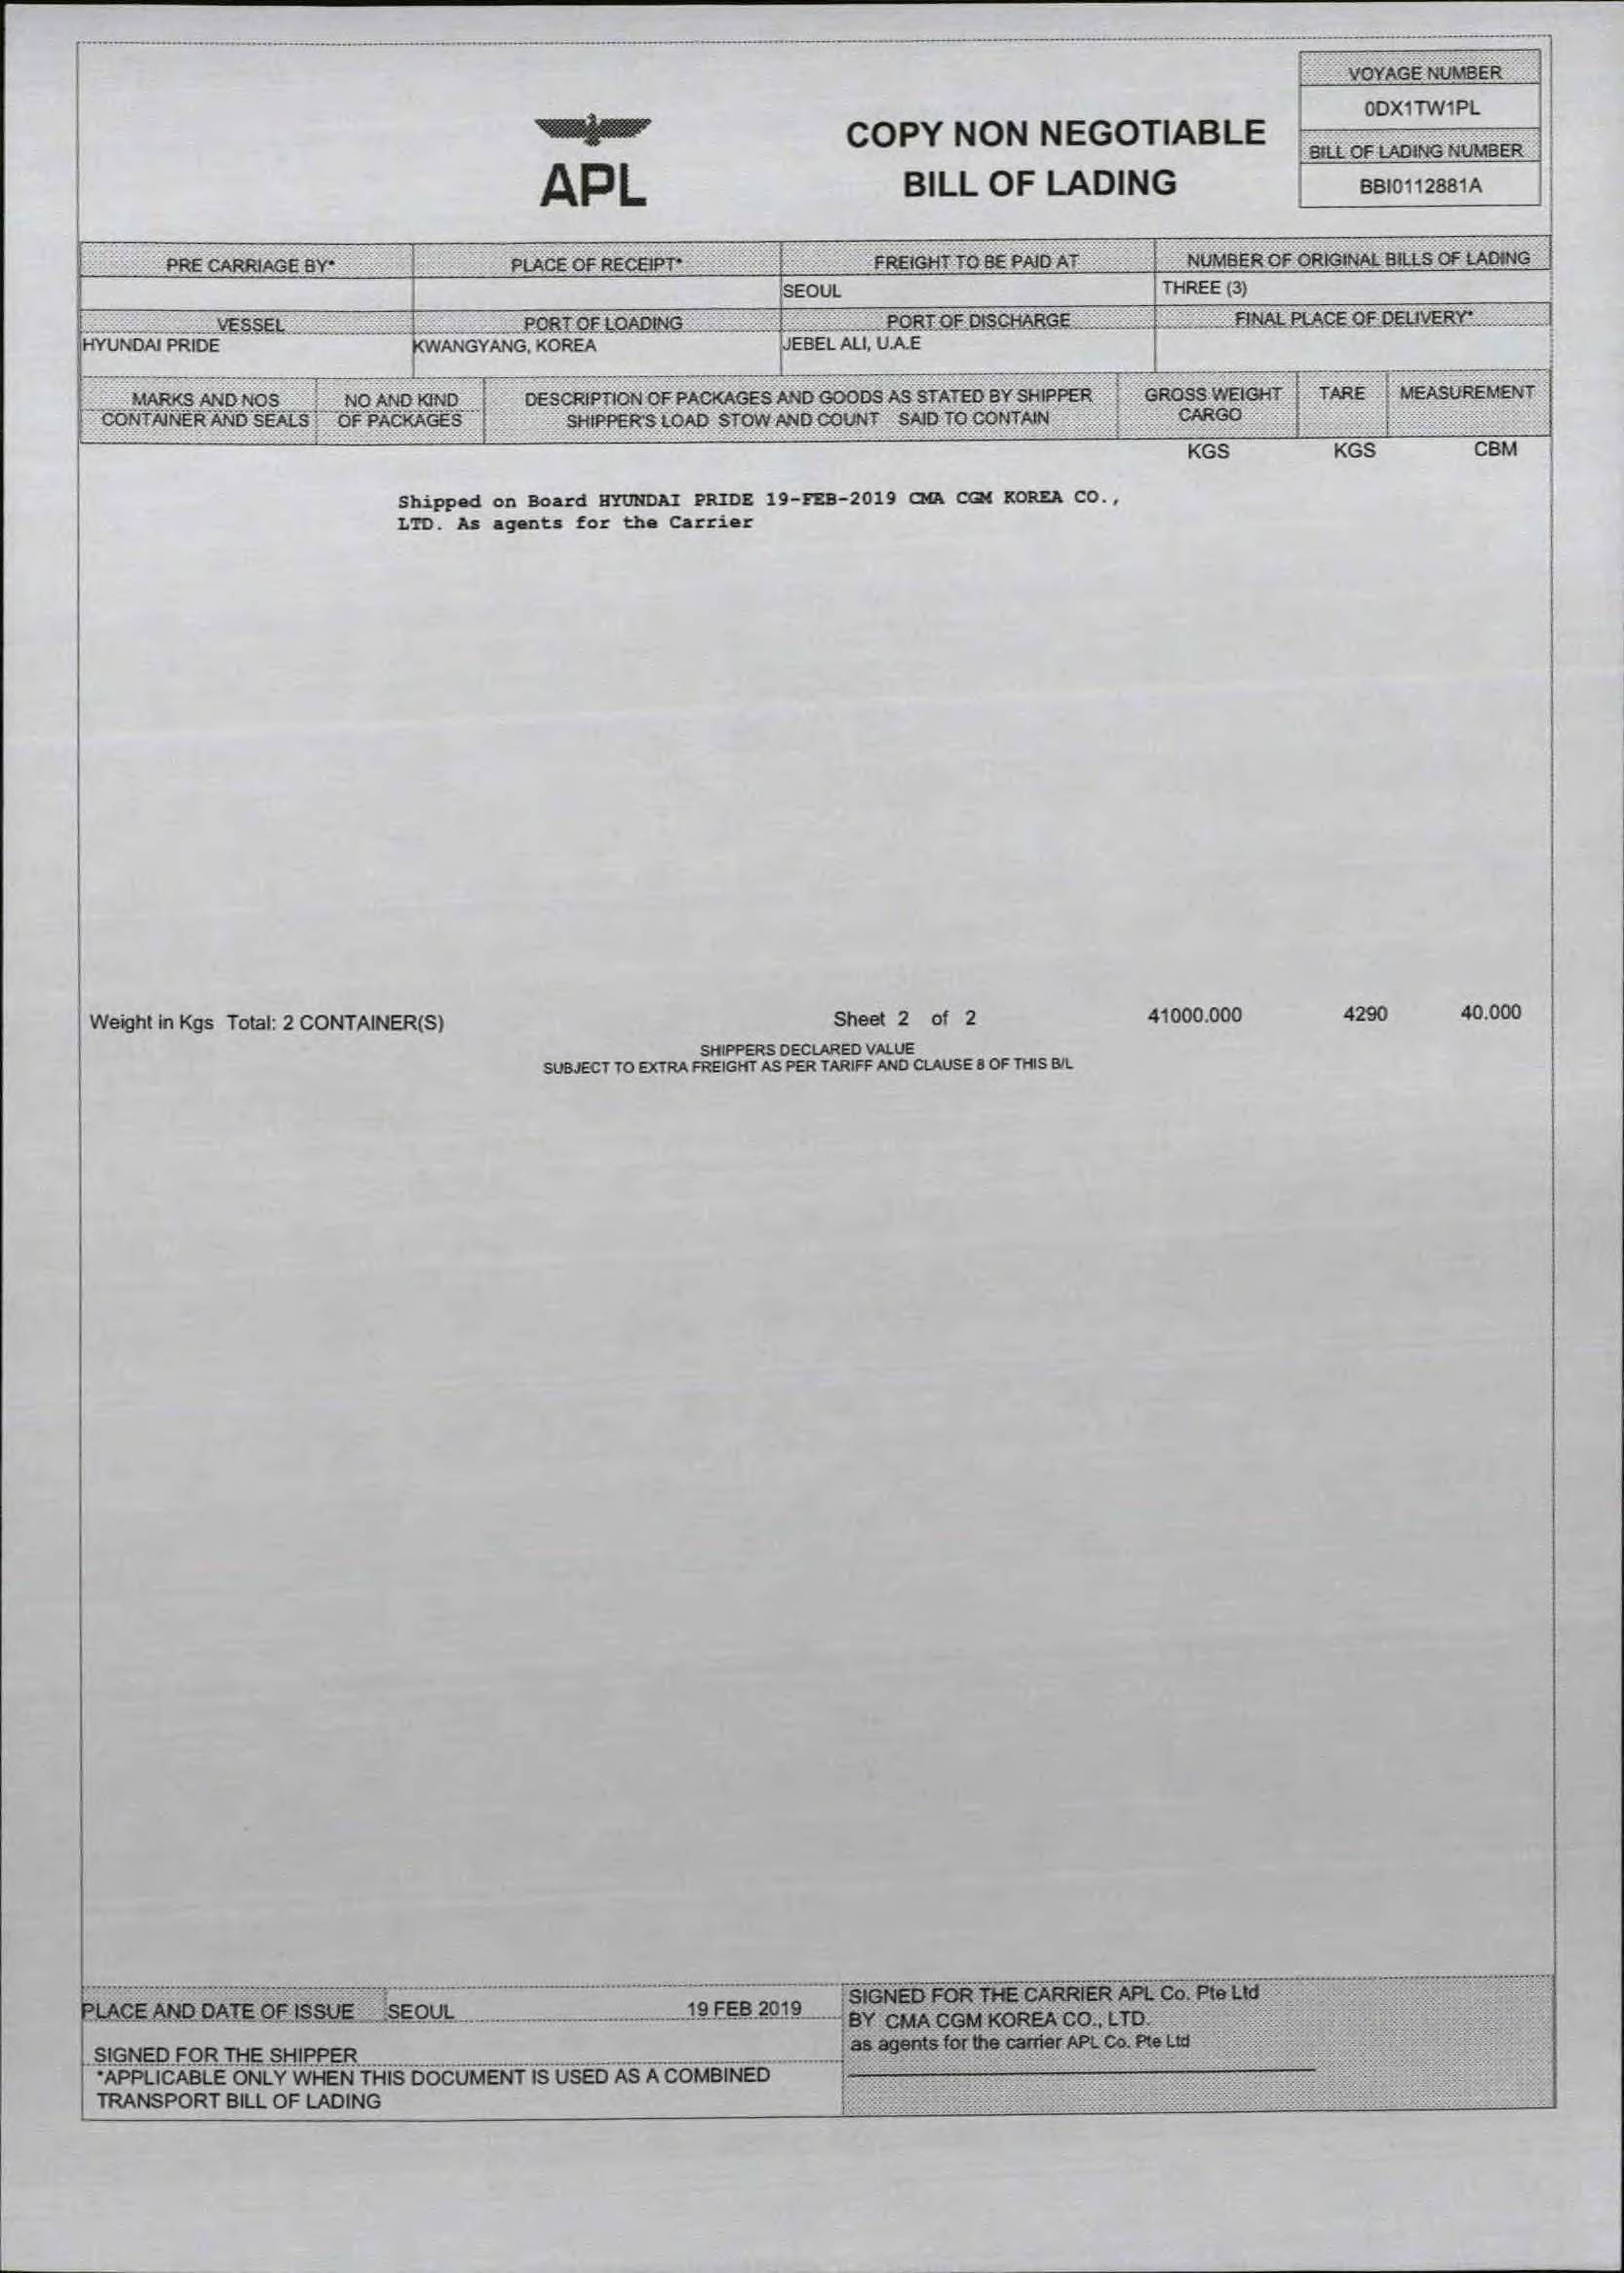 VOYAGE NUMBER
0DX1TW1PL
BILL OF LADING NUMBER
BBI0112881A
APL
COPY NON NEGOTIABLE
BILL OF LADING
PRE CARRIAGE BY* PLACE OF RECEIPT* FREIGHT TO BE PAID AT NUMBER OF ORIGINAL BILLS OF LADING
SEOUL THREE (3)
VESSEL PORT OF LOADING PORT OF DISCHARGE FINAL PLACE OF DELIVERY*
HYUNDAI PRIDE KWANGYANG, KOREA JEBEL ALI, U.A.E
MARKS AND NOS NO AND KIND DESCRIPTION OF PACKAGES AND GOODS AS STATED BY SHIPPER GROSS WEIGHT TARE MEASUREMENT
CONTAINER AND SEALS OF PACKAGES SHIPPER'S LOAD STOW AND COUNT SAID TO CONTAIN CARGO
KGS KGS CBM
Shipped on Board HYUNDAI PRIDE 19-FEB-2019 CMA CGM KOREA CO.,
LTD. As agents for the Carrier
Weight in Kgs Total: 2 CONTAINER(S) Sheet 2 of 2 41000.000 4290 40.000
SHIPPERS DECLARED VALUE
SUBJECT TO EXTRA FREIGHT AS PER TARIFF AND CLAUSE 8 OF THIS B/L
PLACE AND DATE OF ISSUE SEOUL 19 FEB 2019
SIGNED FOR THE CARRIER APL Co. Pte Ltd
BY CMA CGM KOREA CO., LTD.
as agents for the carrier APL Co. Pte Ltd
SIGNED FOR THE SHIPPER
*APPLICABLE ONLY WHEN THIS DOCUMENT IS USED AS A COMBINED
TRANSPORT BILL OF LADING